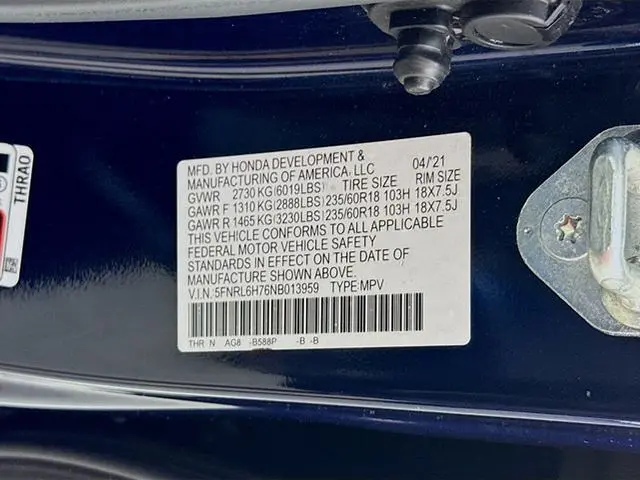 THRA0
MFD. BY HONDA DEVELOPMENT &
MANUFACTURING OF AMERICA, LLC 04/'21
GVWR 2730 KG (6019LBS) TIRE SIZE RIM SIZE
GAWR F 1310 KG (2888LBS) 235/60R18 103H 18X7.5J
GAWR R 1465 KG (3230LBS) 235/60R18 103H 18X7.5J
THIS VEHICLE CONFORMS TO ALL APPLICABLE
FEDERAL MOTOR VEHICLE SAFETY
STANDARDS IN EFFECT ON THE DATE OF
MANUFACTURE SHOWN ABOVE.
V.I.N.:5FNRL6H76NB013959 TYPE:MPV
THR N AG8 -B588P -B -B